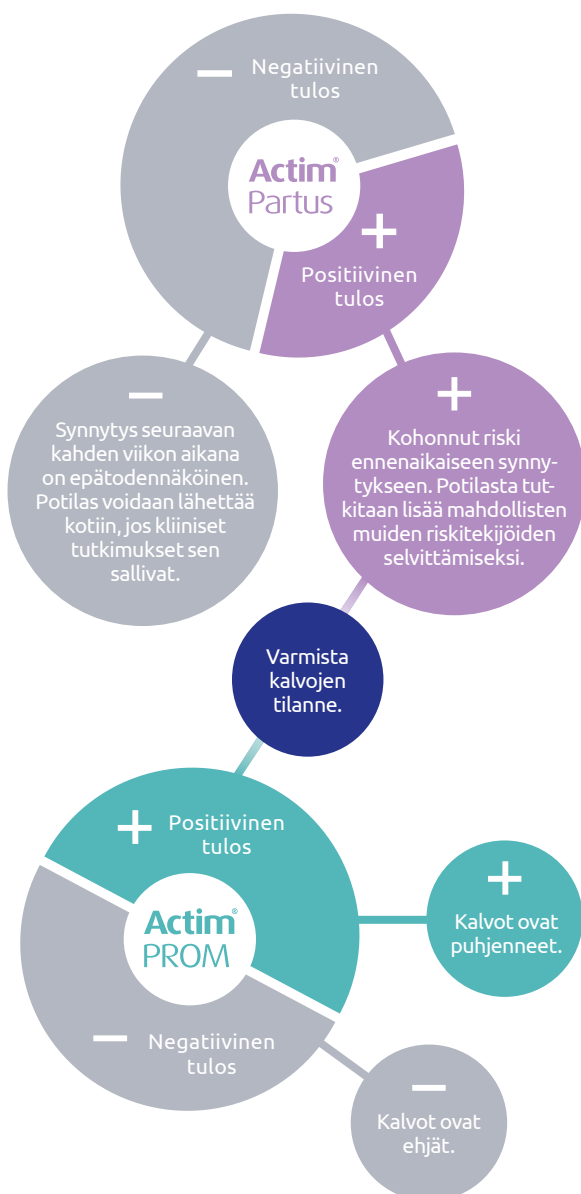 − Negatiivinen
tulos
Actim®
Partus
+
Positiivinen
tulos
−
Synnytys seuraavan
kahden viikon aikana
on epätodennäköinen.
Potilas voidaan lähettää
kotiin, jos kliiniset
tutkimukset sen
sallivat.
+
Kohonnut riski
ennenaikaiseen synny-
tykseen. Potilasta tut-
kitaan lisää mahdollisten
muiden riskitekijöiden
selvittämiseksi.
Varmista
kalvojen
tilanne.
+ Positiivinen
tulos
Actim®
PROM
− Negatiivinen
tulos
+
Kalvot ovat
puhjenneet.
−
Kalvot ovat
ehjät.